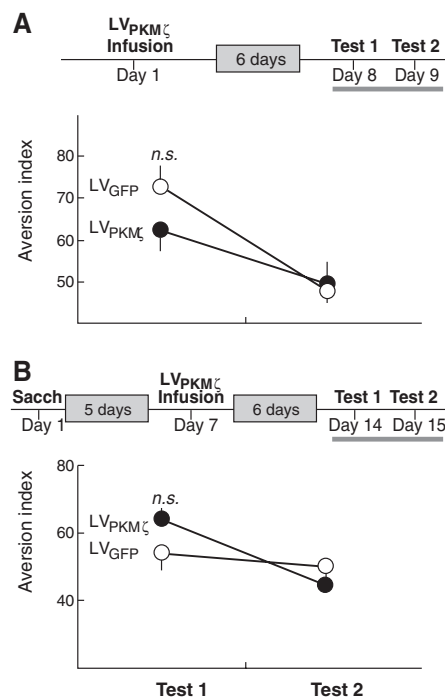 A
LVPKMζ
Infusion
Test 1 Test 2
6 days
Day 1
Day 8 Day 9
n.s.
80
70
60
50
LVGFP
LVPKMζ
Aversion index
B
LVPKMζ
Sacch Infusion Test 1 Test 2
5 days 6 days
Day 1 Day 7 Day 14 Day 15
80
60
40
n.s.
LVPKMζ
LVGFP
Aversion index
Test 1 Test 2